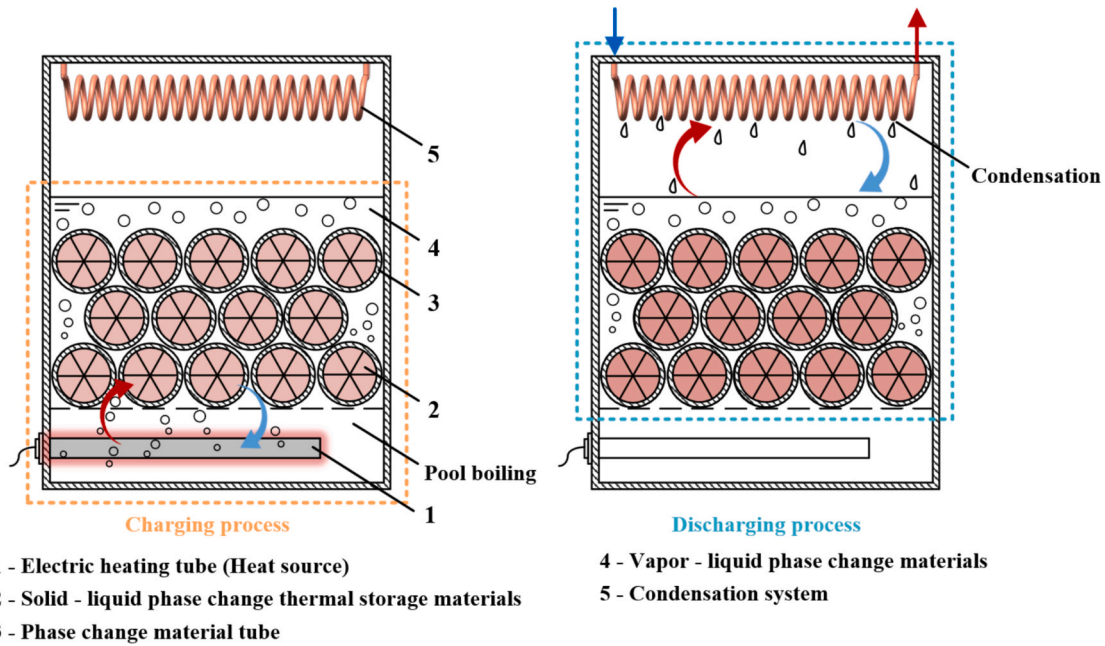 5
Condensation
4
3
2
Pool boiling
1
Charging process
Discharging process
- Electric heating tube (Heat source)
- Solid - liquid phase change thermal storage materials
- Phase change material tube
4 - Vapor - liquid phase change materials
5 - Condensation system